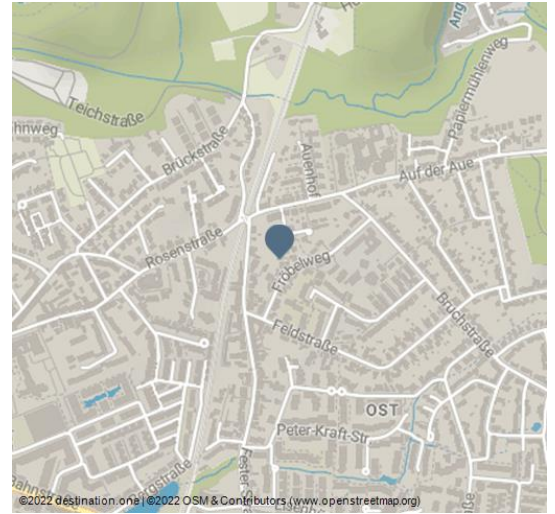 Teichstraße
Brückstraße
Auenhof
Papiermühlenweg
Auf der Aue
Rosenstraße
Fröbelweg
Feldstraße
Bruchstraße
OST
Peter-Kraft-Str.
©2022 destination.one | ©2022 OSM & Contributors (www.openstreetmap.org)